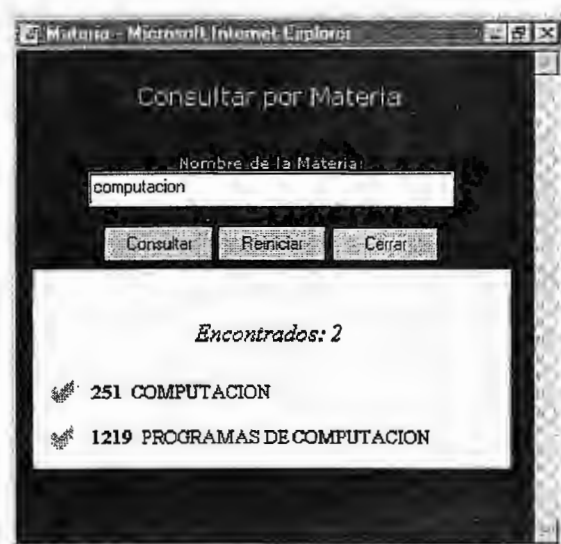 Materia - Microsoft Internet Explorer
Consultar por Materia
Nombre de la Materia:
computacion
Consultar Reiniciar Cerrar
Encontrados: 2
251 COMPUTACION
1219 PROGRAMAS DE COMPUTACION